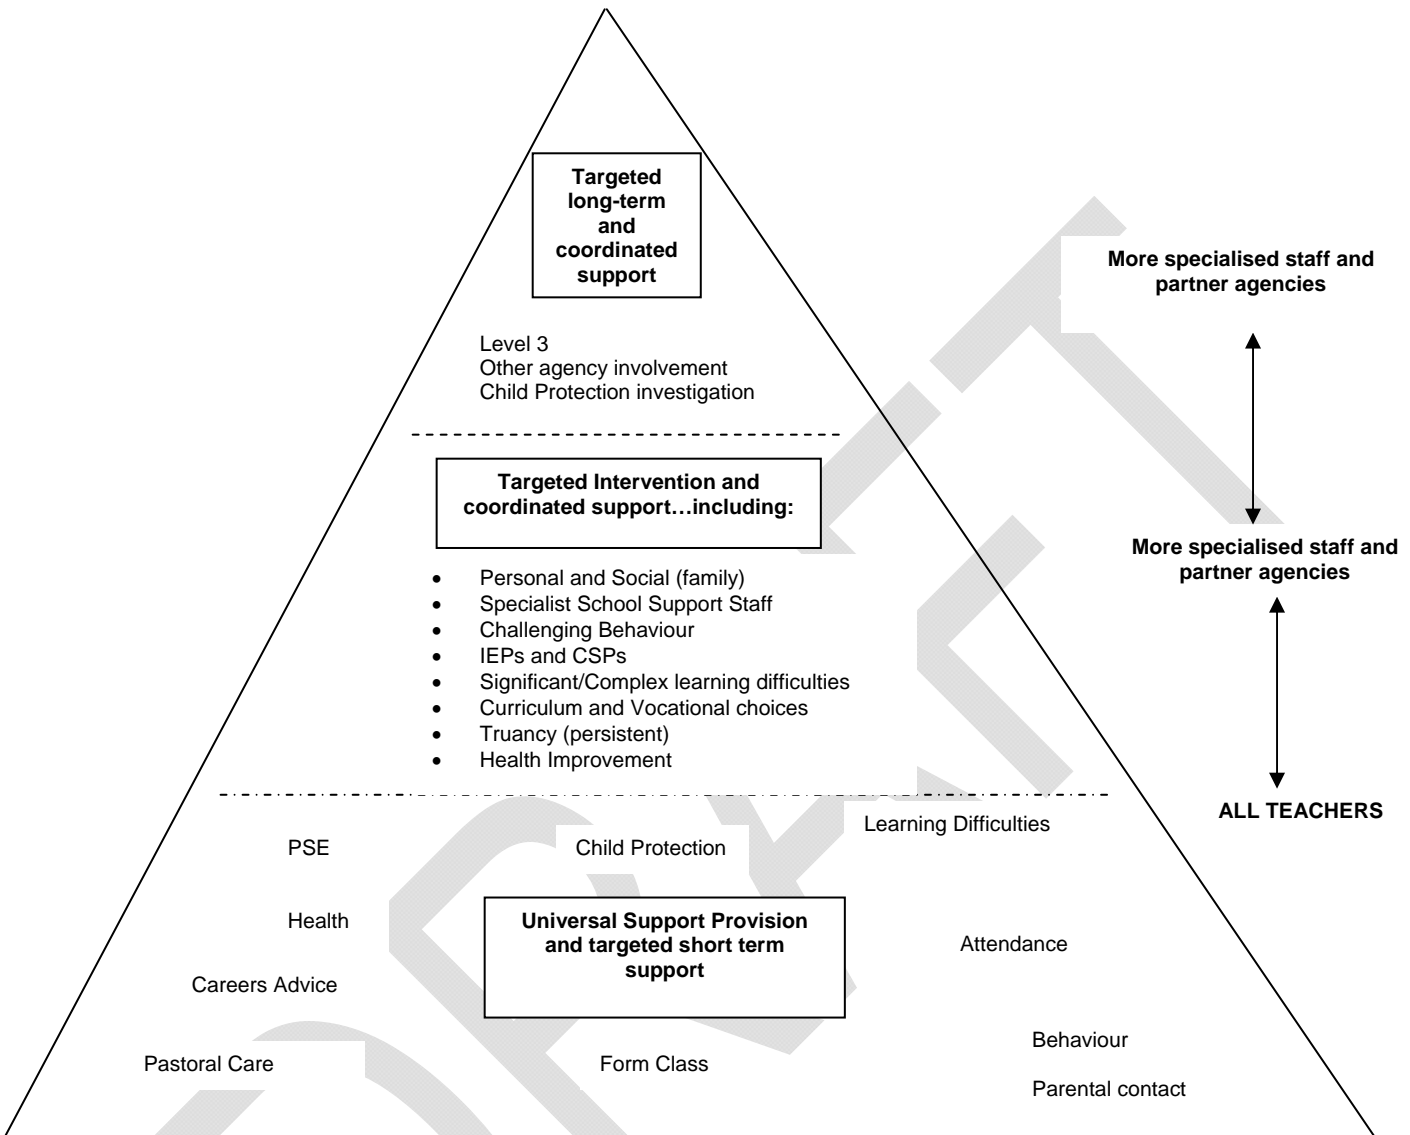 Targeted
long-term
and
coordinated
support
More specialised staff and
partner agencies
Level 3
Other agency involvement
Child Protection investigation
Targeted Intervention and
coordinated support…including:
More specialised staff and
partner agencies
• Personal and Social (family)
• Specialist School Support Staff
• Challenging Behaviour
• IEPs and CSPs
• Significant/Complex learning difficulties
• Curriculum and Vocational choices
• Truancy (persistent)
• Health Improvement
ALL TEACHERS
PSE
Child Protection
Learning Difficulties
Health
Universal Support Provision
and targeted short term
support
Attendance
Careers Advice
Behaviour
Pastoral Care
Form Class
Parental contact
DRAFT